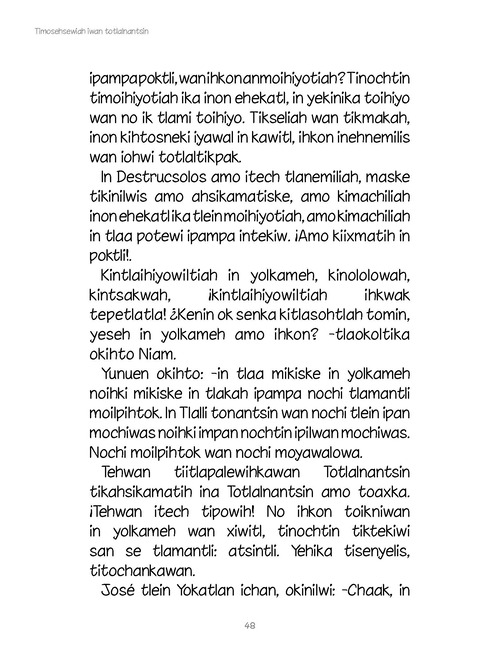 Timosehsewiah iwan totlalnantsin
ipampa poktli, wan ihkon anmoihiyotiah? Tinochtin
timoihiyotiah ika inon ehekatl, in yekinika toihiyo
wan no ik tlami toihiyo. Tikseliah wan tikmakah,
inon kihtosneki iyawal in kawitl, ihkon inehnemilis
wan iohwi totlaltikpak.
In Destrucsolos amo itech tlanemiliah, maske
tikinilwis amo ahsikamatiske, amo kimachiliah
inon ehekatl ika tlein moihiyotiah, amo kimachiliah
in tlaa potewi ipampa intekiw. ¡Amo kiixmatih in
poktli!.
Kintlaihiyowiltiah in yolkameh, kinololowah,
kintsakwah, ¡kintlaihiyowiltiah ihkwak
tepetlatla! ¿Kenin ok senka kitlasohtlah tomin,
yeseh in yolkameh amo ihkon? -tlaokoltika
okihto Niam.
Yunuen okihto: -in tlaa mikiske in yolkameh
noihki mikiske in tlakah ipampa nochi tlamantli
moilpihtok. In Tlalli tonantsin wan nochi tlein ipan
mochiwas noihki impan nochtin ipilwan mochiwas.
Nochi moilpihtok wan nochi moyawalowa.
Tehwan tiitlapalewihkawan Totlalnantsin
tikahsikamatih ina Totlalnantsin amo toaxka.
¡Tehwan itech tipowih! No ihkon toikniwan
in yolkameh wan xiwitl, tinochtin tiktekiwi
san se tlamantli: atsintli. Yehika tisenyelis,
titochankawan.
José tlein Yokatlan ichan, okinilwi: -Chaak, in
48